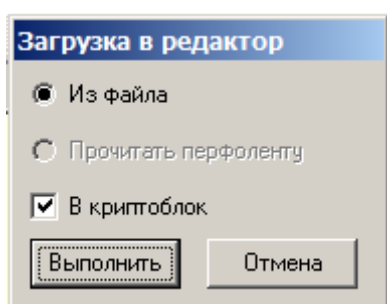 Загрузка в редактор
Из файла
Прочитать перфоленту
В криптоблок
Выполнить Отмена